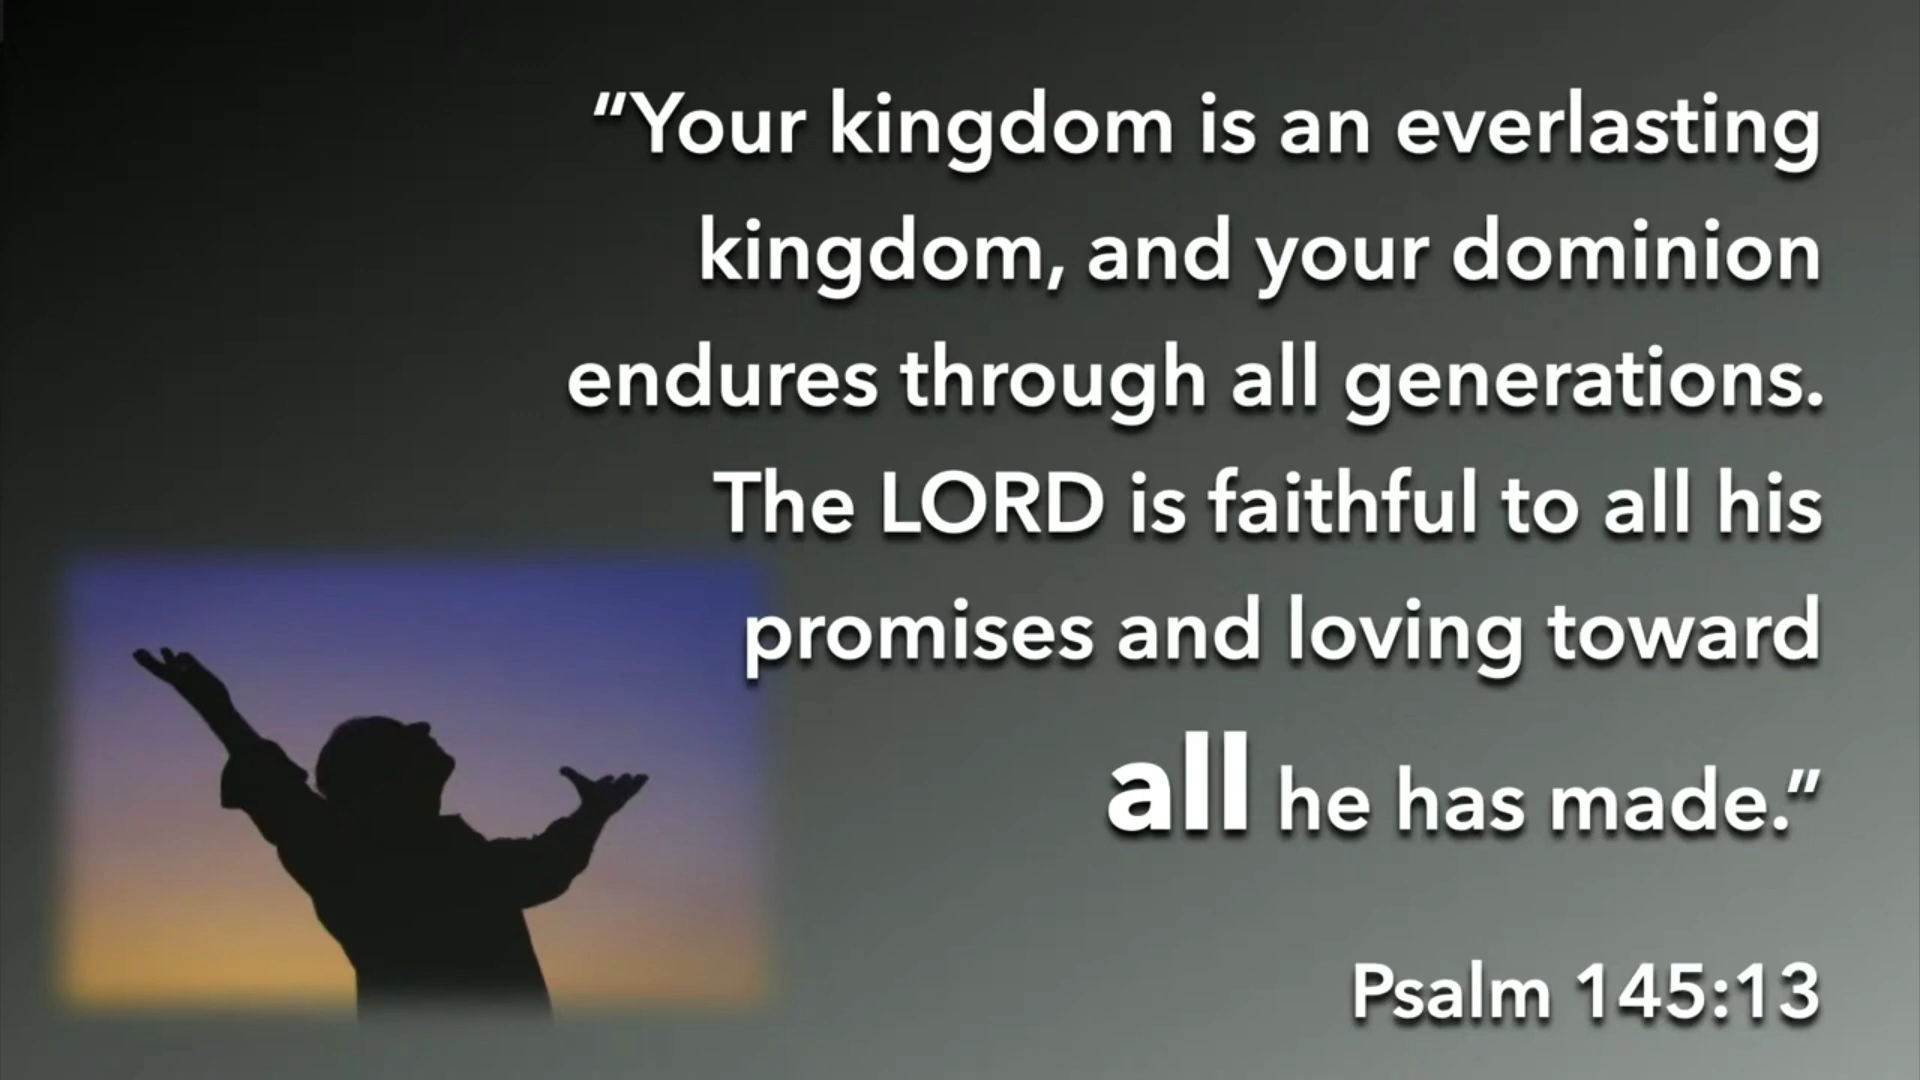 “Your kingdom is an everlasting
kingdom, and your dominion
endures through all generations.
The LORD is faithful to all his
promises and loving toward
all he has made.”
Psalm 145:13